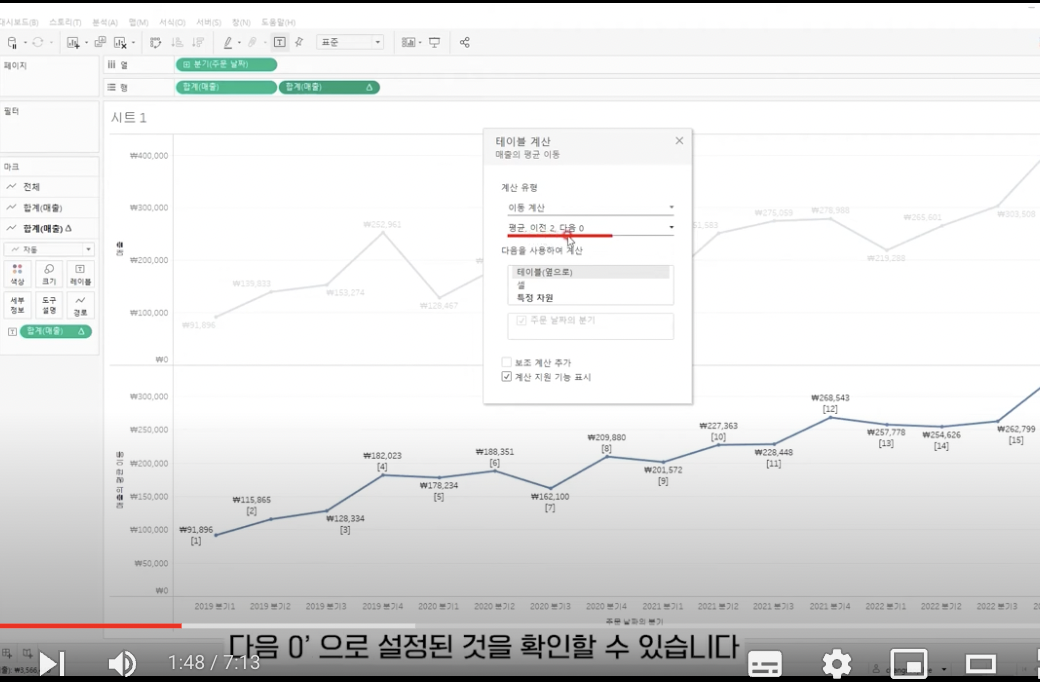 대시보드(B) 스토리(T) 분석(A) 맵(M) 서식(O) 서버(S) 창(N) 도움말(H)
표준
페이지
iii 열
분기(주문 날짜)
행
합계(매출) 합계(매출) Δ
필터
시트 1
마크
전체
합계(매출)
합계(매출) Δ
자동
색상 크기 레이블
세부 정보 도구 설명 경로
합계(매출) Δ
테이블 계산
매출의 평균 이동
계산 유형
이동 계산
평균, 이전 2, 다음 0
다음을 사용하여 계산
테이블(옆으로)
셀
특정 차원
주문 날짜의 분기
보조 계산 추가
계산 지원 기능 표시
매출
₩400,000
₩300,000
₩200,000
₩100,000
₩0
₩91,896
₩153,274
₩252,961
₩129,467
₩278,988
₩219,288
₩266,601
₩303,508
매출의 평균 이동
₩300,000
₩250,000
₩200,000
₩150,000
₩100,000
₩50,000
₩0
₩91,896
[1]
₩115,865
[2]
₩128,334
[3]
₩182,023
[4]
₩178,234
[5]
₩188,351
[6]
₩162,100
[7]
₩209,880
[8]
₩201,572
[9]
₩227,363
[10]
₩228,448
[11]
₩268,543
[12]
₩257,778
[13]
₩254,626
[14]
₩262,799
[15]
2019 분기1 2019 분기2 2019 분기3 2019 분기4 2020 분기1 2020 분기2 2020 분기3 2020 분기4 2021 분기1 2021 분기2 2021 분기3 2021 분기4 2022 분기1 2022 분기2 2022 분기3
주문 날짜의 분기
다음 0’ 으로 설정된 것을 확인할 수 있습니다
1:48 / 7:13